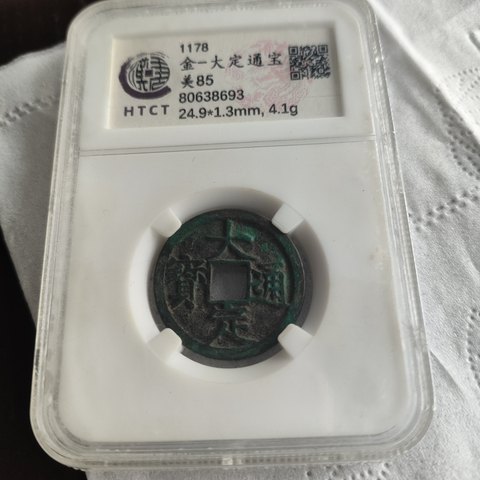 1178
金－大定通宝
美85
80638693
HTCT
24.9*1.3mm, 4.1g
大
定
通
寳